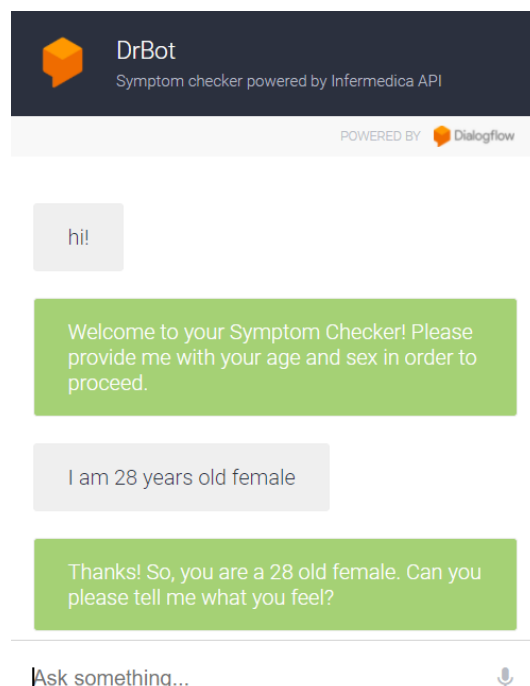 DrBot
Symptom checker powered by Infermedica API
POWERED BY Dialogflow
hi!
Welcome to your Symptom Checker! Please
provide me with your age and sex in order to
proceed.
I am 28 years old female
Thanks! So, you are a 28 old female. Can you
please tell me what you feel?
Ask something...